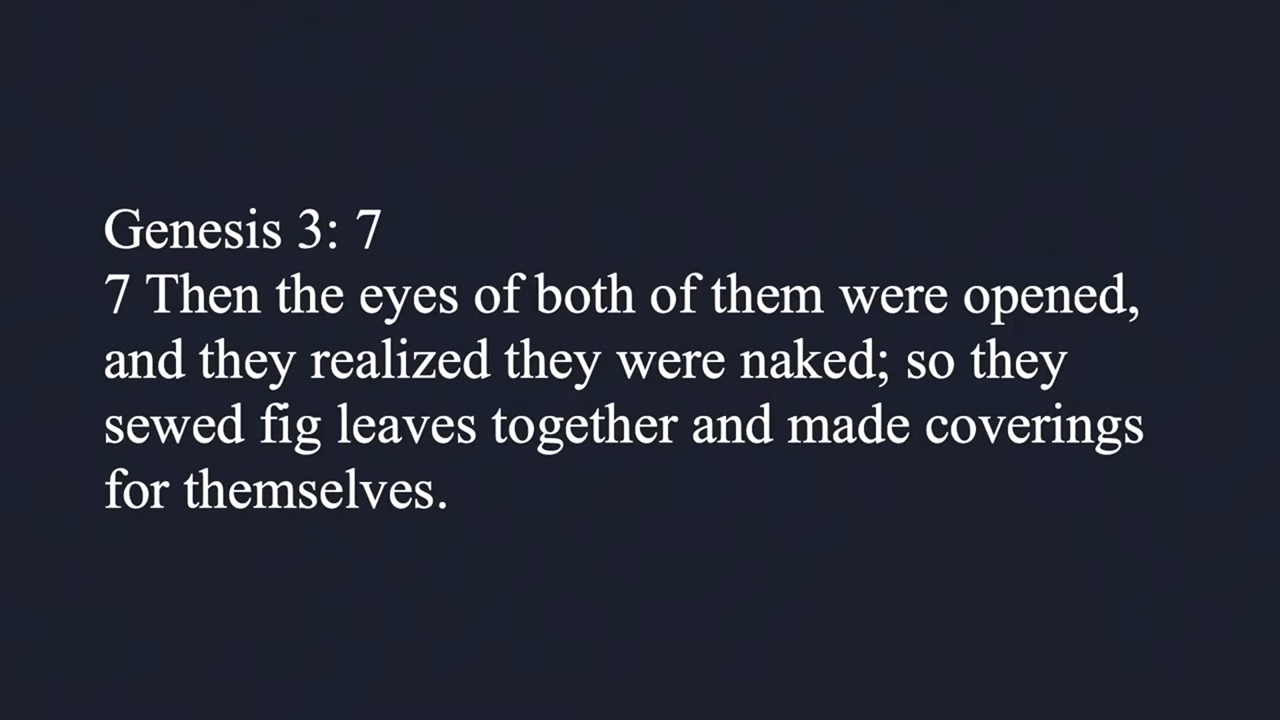 Genesis 3: 7
7 Then the eyes of both of them were opened,
and they realized they were naked; so they
sewed fig leaves together and made coverings
for themselves.